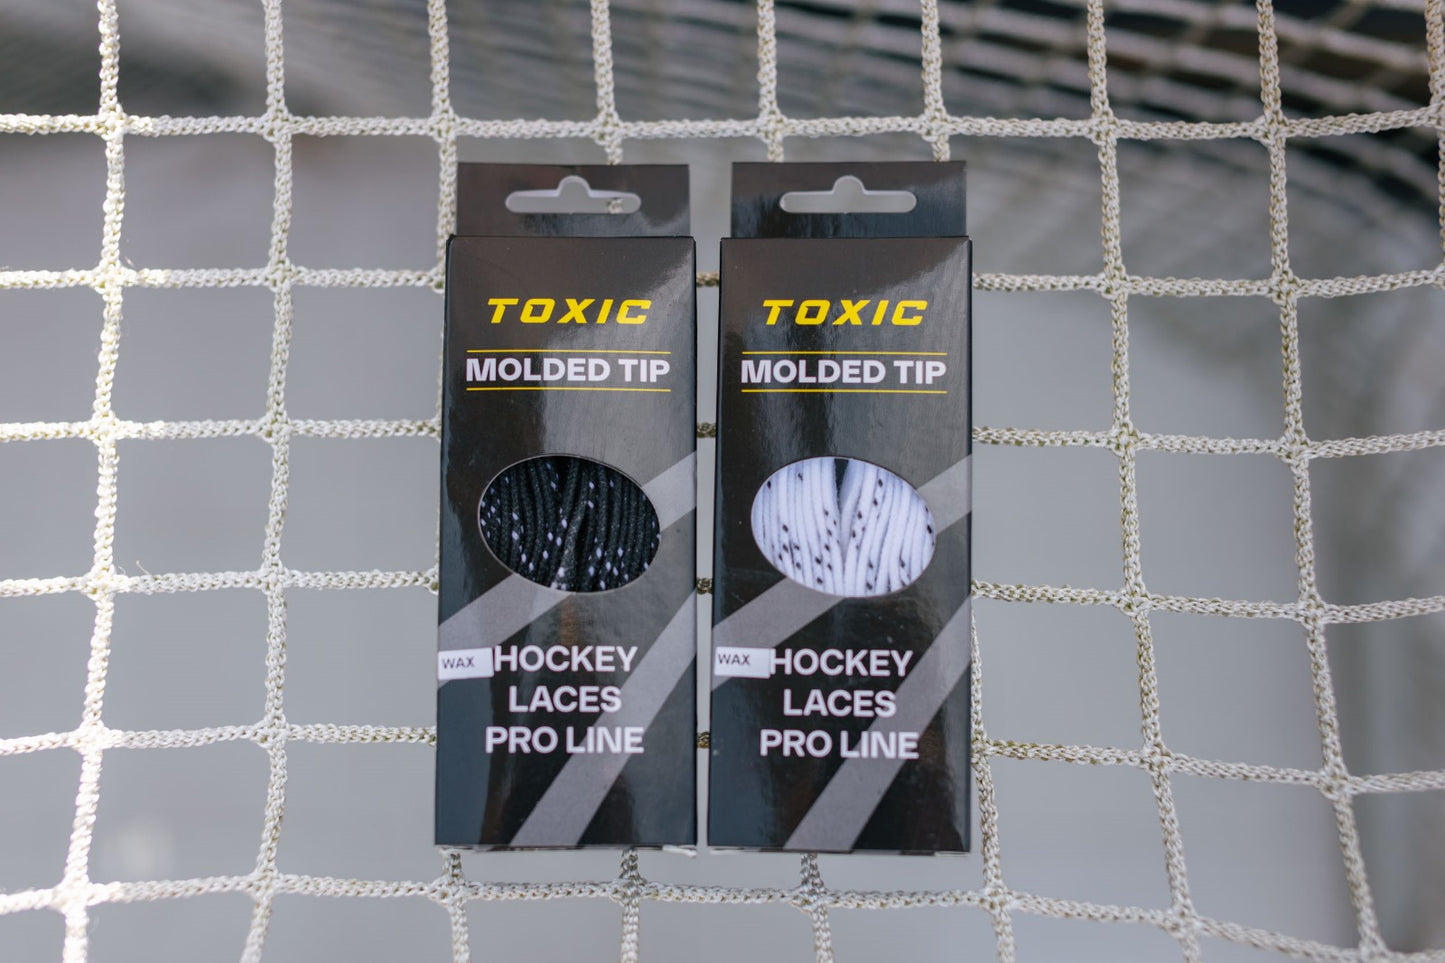 TOXIC
MOLDED TIP
WAX
HOCKEY
LACES
PRO LINE
TOXIC
MOLDED TIP
WAX
HOCKEY
LACES
PRO LINE